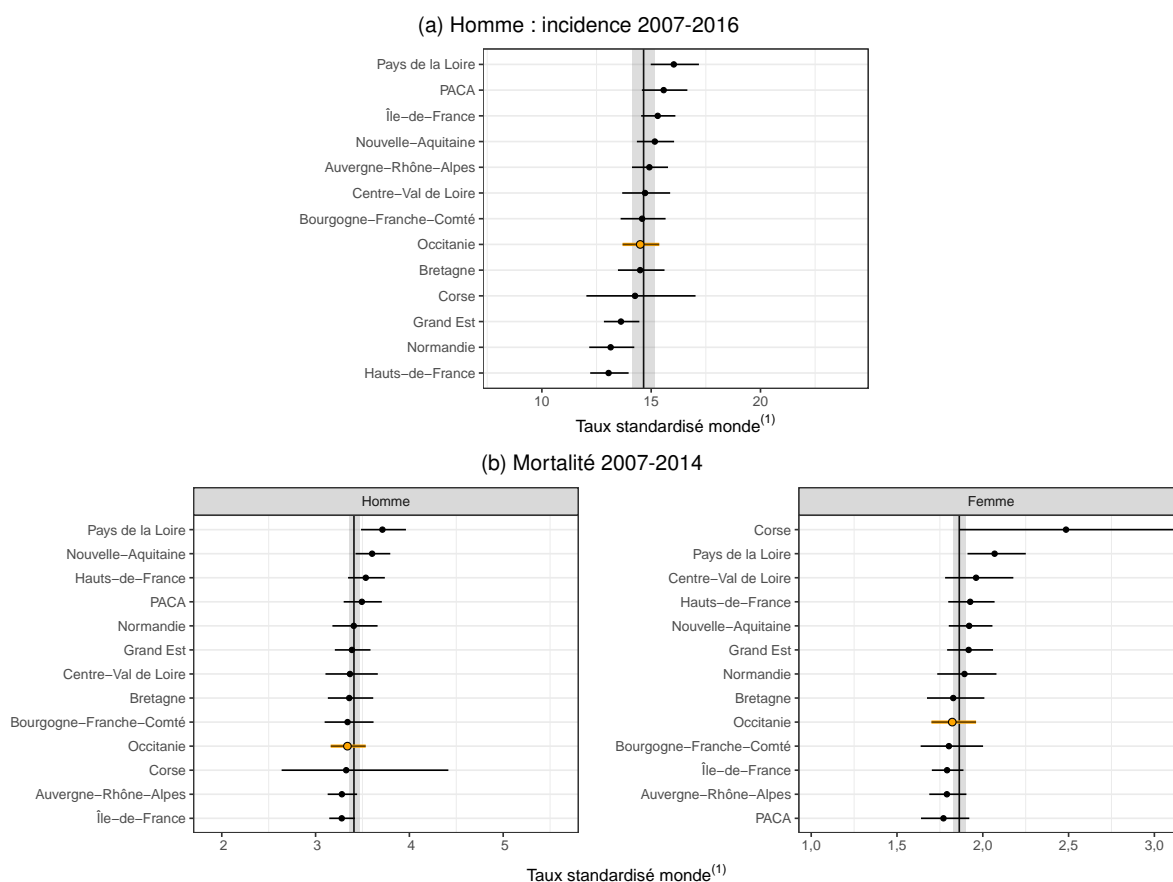 (a) Homme : incidence 2007-2016
Pays de la Loire
PACA
Île−de−France
Nouvelle−Aquitaine
Auvergne−Rhône−Alpes
Centre−Val de Loire
Bourgogne−Franche−Comté
Occitanie
Bretagne
Corse
Grand Est
Normandie
Hauts−de−France
10 15 20
Taux standardisé monde(1)
(b) Mortalité 2007-2014
Homme
Pays de la Loire
Nouvelle−Aquitaine
Hauts−de−France
PACA
Normandie
Grand Est
Centre−Val de Loire
Bretagne
Bourgogne−Franche−Comté
Occitanie
Corse
Auvergne−Rhône−Alpes
Île−de−France
2 3 4 5
Femme
Corse
Pays de la Loire
Centre−Val de Loire
Hauts−de−France
Nouvelle−Aquitaine
Grand Est
Normandie
Bretagne
Occitanie
Bourgogne−Franche−Comté
Île−de−France
Auvergne−Rhône−Alpes
PACA
1,0 1,5 2,0 2,5 3,0
Taux standardisé monde(1)